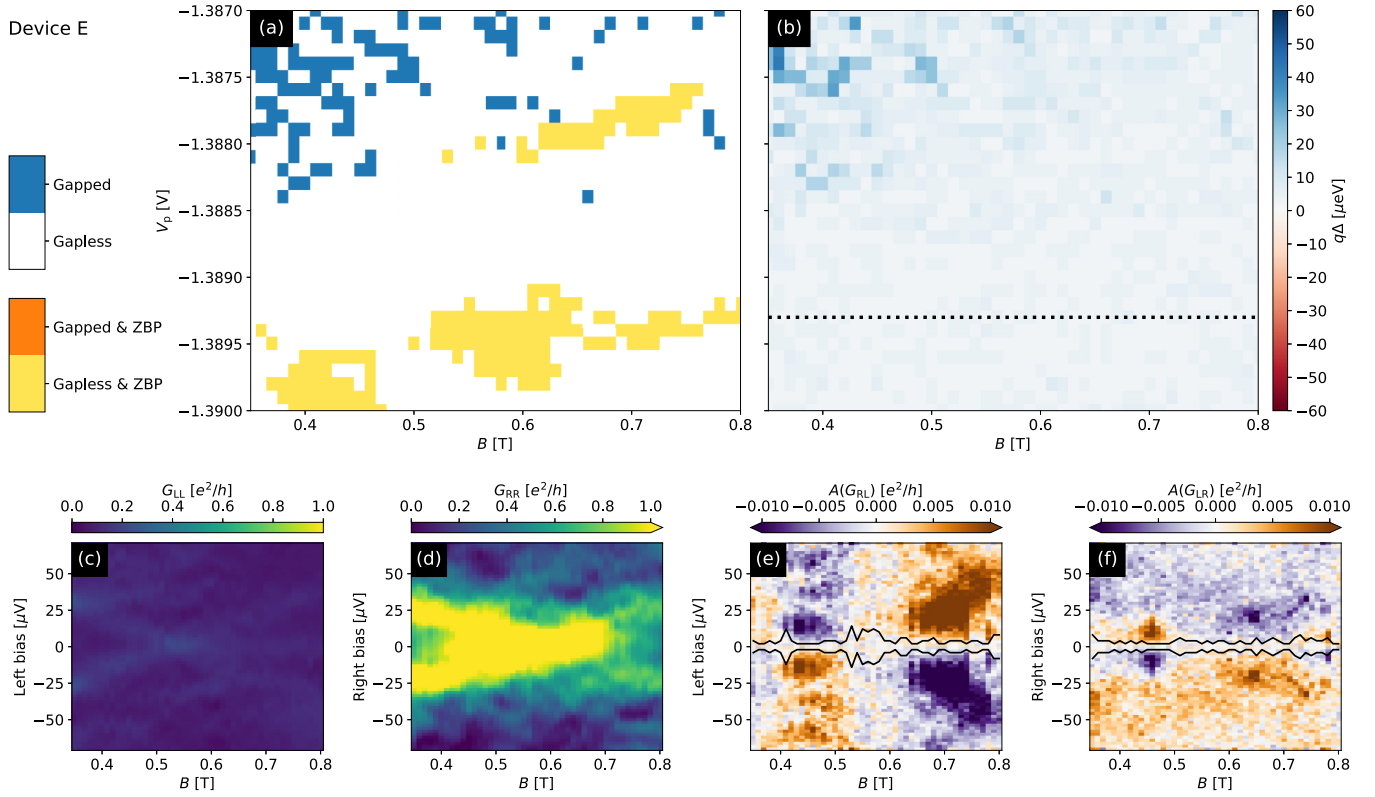 Device E
Gapped
Gapless
Gapped & ZBP
Gapless & ZBP
(a)
−1.3870
−1.3875
−1.3880
−1.3885
−1.3890
−1.3895
−1.3900
Vp [V]
0.4 0.5 0.6 0.7 0.8
B [T]
(b)
0.4 0.5 0.6 0.7 0.8
B [T]
60
50
40
30
20
10
0
−10
−20
−30
−40
−50
−60
qΔ [μeV]
GLL [e²/h]
0.0 0.2 0.4 0.6 0.8 1.0
(c)
50
25
0
−25
−50
Left bias [μV]
0.4 0.5 0.6 0.7 0.8
B [T]
GRR [e²/h]
0.0 0.2 0.4 0.6 0.8 1.0
(d)
50
25
0
−25
−50
Right bias [μV]
0.4 0.5 0.6 0.7 0.8
B [T]
A(GRL) [e²/h]
−0.010 −0.005 0.000 0.005 0.010
(e)
50
25
0
−25
−50
Left bias [μV]
0.4 0.5 0.6 0.7 0.8
B [T]
A(GLR) [e²/h]
−0.010 −0.005 0.000 0.005 0.010
(f)
50
25
0
−25
−50
Right bias [μV]
0.4 0.5 0.6 0.7 0.8
B [T]